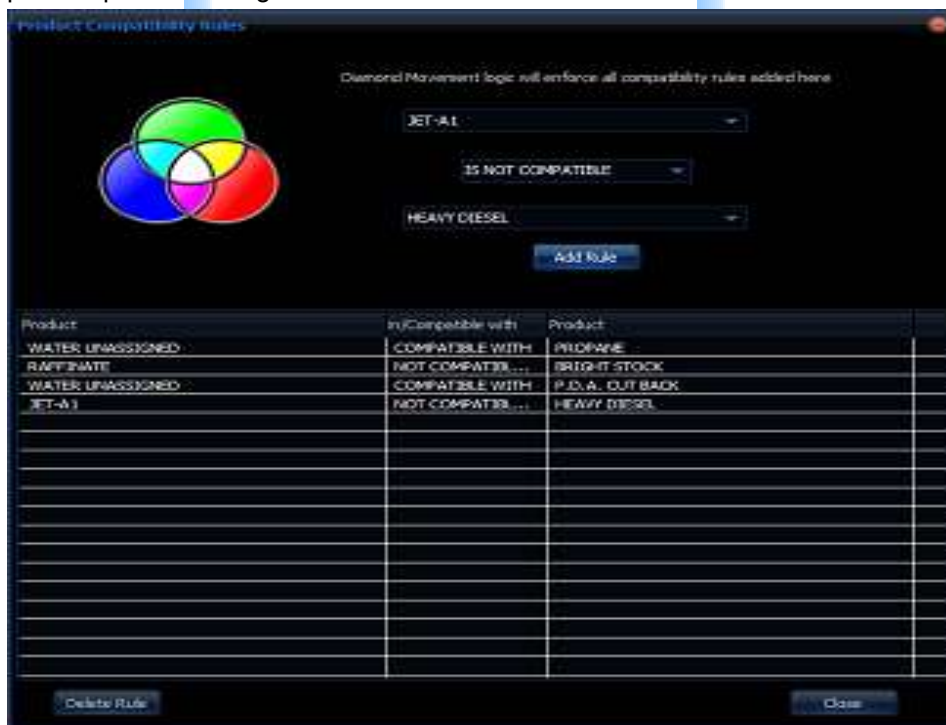 Product Compatibility Rules
Diamond Movement logic will enforce all compatibility rules added here
JET-A1
IS NOT COMPATIBLE
HEAVY DIESEL
Add Rule
Product In/Compatible with Product
WATER UNASSIGNED COMPATIBLE WITH PROPANE
RAFFINATE NOT COMPATIBL... BRIGHT STOCK
WATER UNASSIGNED COMPATIBLE WITH P.D.A. CUT BACK
JET-A1 NOT COMPATIBL... HEAVY DIESEL
Delete Rule Close